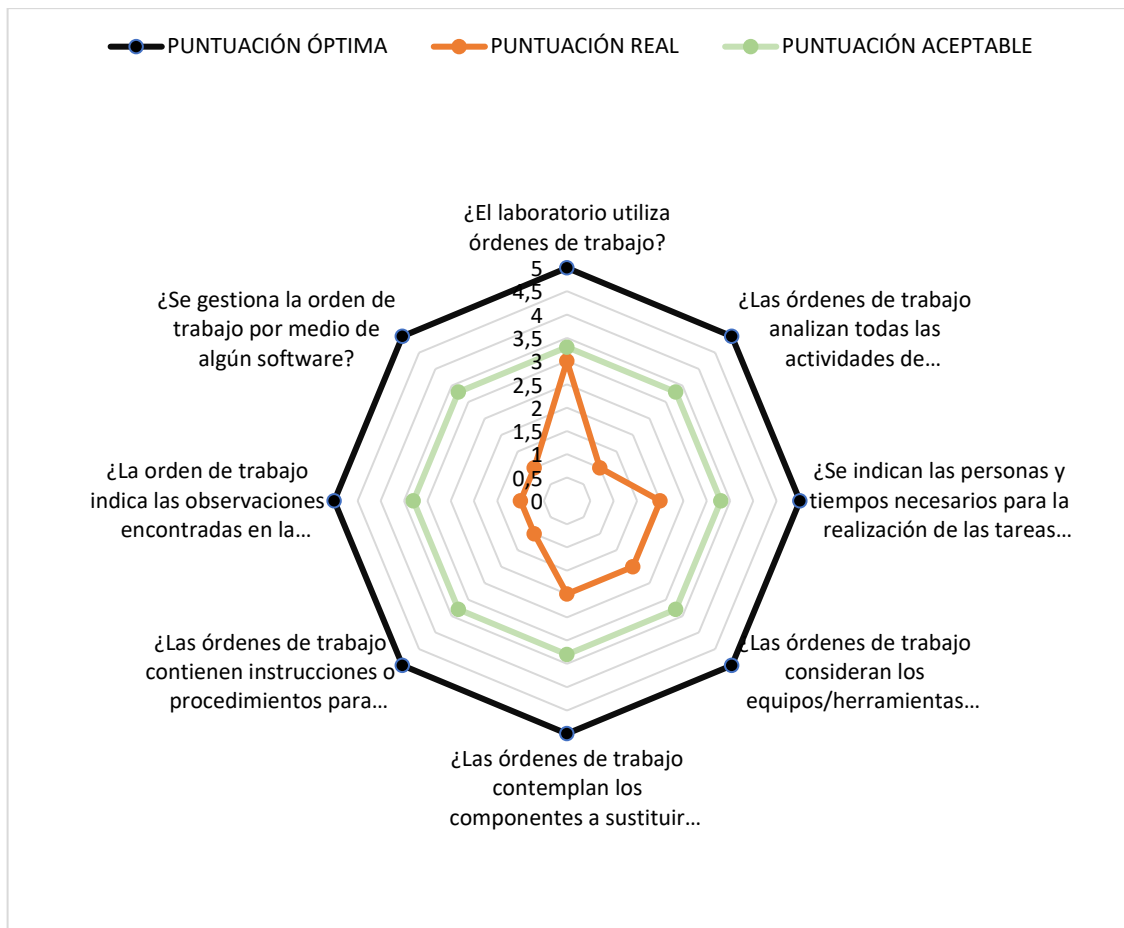 PUNTUACIÓN ÓPTIMA
PUNTUACIÓN REAL
PUNTUACIÓN ACEPTABLE
¿El laboratorio utiliza
órdenes de trabajo?
¿Las órdenes de trabajo
analizan todas las
actividades de…
¿Se indican las personas y
tiempos necesarios para la
realización de las tareas…
¿Las órdenes de trabajo
consideran los
equipos/herramientas…
¿Las órdenes de trabajo
contemplan los
componentes a sustituir…
¿Las órdenes de trabajo
contienen instrucciones o
procedimientos para…
¿La orden de trabajo
indica las observaciones
encontradas en la…
¿Se gestiona la orden de
trabajo por medio de
algún software?
5
4,5
4
3,5
3
2,5
2
1,5
1
0,5
0